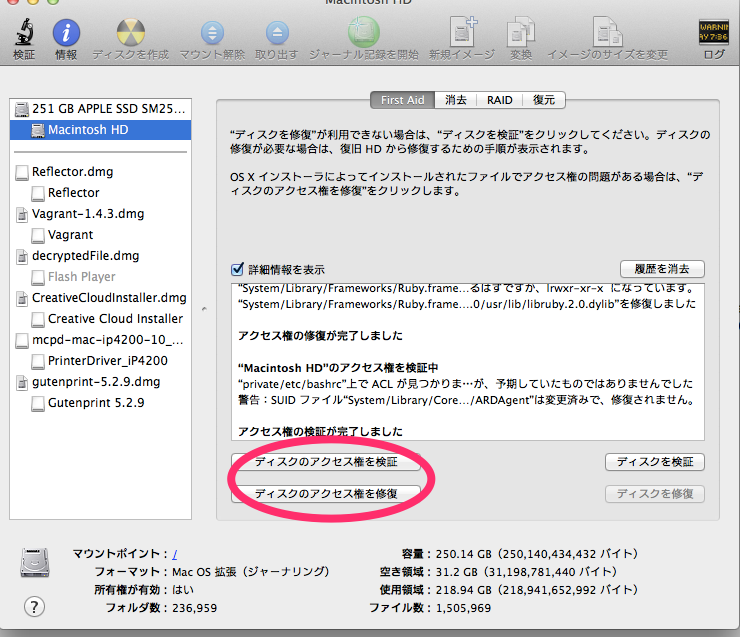 Macintosh HD
検証
情報
ディスクを作成
マウント解除
取り出す
ジャーナル記録を開始
新規イメージ
変換
イメージのサイズを変更
WARNIN
AY 7:36
ログ
251 GB APPLE SSD SM25...
Macintosh HD
Reflector.dmg
Reflector
Vagrant-1.4.3.dmg
Vagrant
decryptedFile.dmg
Flash Player
CreativeCloudInstaller.dmg
Creative Cloud Installer
mcpd-mac-ip4200-10_...
PrinterDriver_iP4200
gutenprint-5.2.9.dmg
Gutenprint 5.2.9
First Aid
消去
RAID
復元
“ディスクを修復”が利用できない場合は、“ディスクを検証”をクリックしてください。ディスクの
修復が必要な場合は、復旧 HD から修復するための手順が表示されます。
OS X インストーラによってインストールされたファイルでアクセス権の問題がある場合は、“デ
ィスクのアクセス権を修復”をクリックします。
詳細情報を表示
履歴を消去
“System/Library/Frameworks/Ruby.frame...るはずですが、lrwxr-xr-x になっています。
“System/Library/Frameworks/Ruby.frame....0/usr/lib/libruby.2.0.dylib”を修復しました
アクセス権の修復が完了しました
“Macintosh HD”のアクセス権を検証中
“private/etc/bashrc”上で ACL が見つかりま…が、予期していたものではありませんでした
警告：SUID ファイル“System/Library/Core.../ARDAgent”は変更済みで、修復されません。
アクセス権の検証が完了しました
ディスクのアクセス権を検証
ディスクを検証
ディスクのアクセス権を修復
ディスクを修復
マウントポイント： /
フォーマット： Mac OS 拡張（ジャーナリング）
所有権が有効： はい
フォルダ数： 236,959
容量： 250.14 GB（250,140,434,432 バイト）
空き領域： 31.2 GB（31,198,781,440 バイト）
使用領域： 218.94 GB（218,941,652,992 バイト）
ファイル数： 1,505,969
?